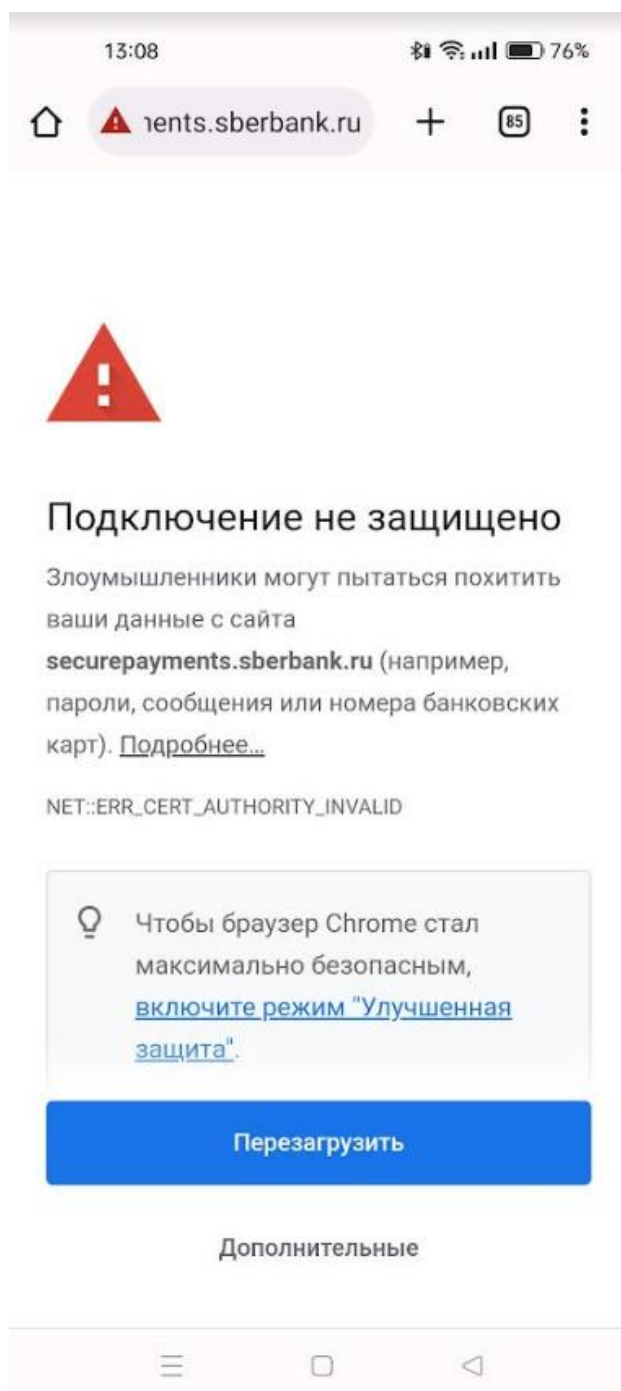 13:08
76%
ments.sberbank.ru
85
Подключение не защищено
Злоумышленники могут пытаться похитить
ваши данные с сайта
securepayments.sberbank.ru (например,
пароли, сообщения или номера банковских
карт). Подробнее...
NET::ERR_CERT_AUTHORITY_INVALID
Чтобы браузер Chrome стал
максимально безопасным,
включите режим "Улучшенная
защита".
Перезагрузить
Дополнительные